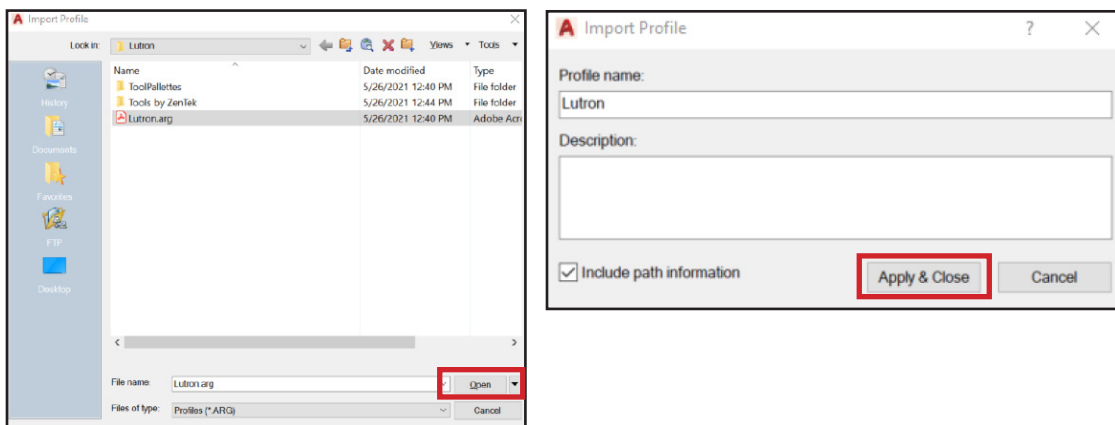 Import Profile
Look in: Lutron Views Tools
Name Date modified Type
ToolPallettes 5/26/2021 12:40 PM File folder
Tools by ZenTek 5/26/2021 12:44 PM File folder
Lutron.arg 5/26/2021 12:40 PM Adobe Acr
History
Documents
Favorites
FTP
Desktop
File name: Lutron.arg Open
Files of type: Profiles (*.ARG) Cancel
Import Profile ?
Profile name:
Lutron
Description:
Include path information Apply & Close Cancel